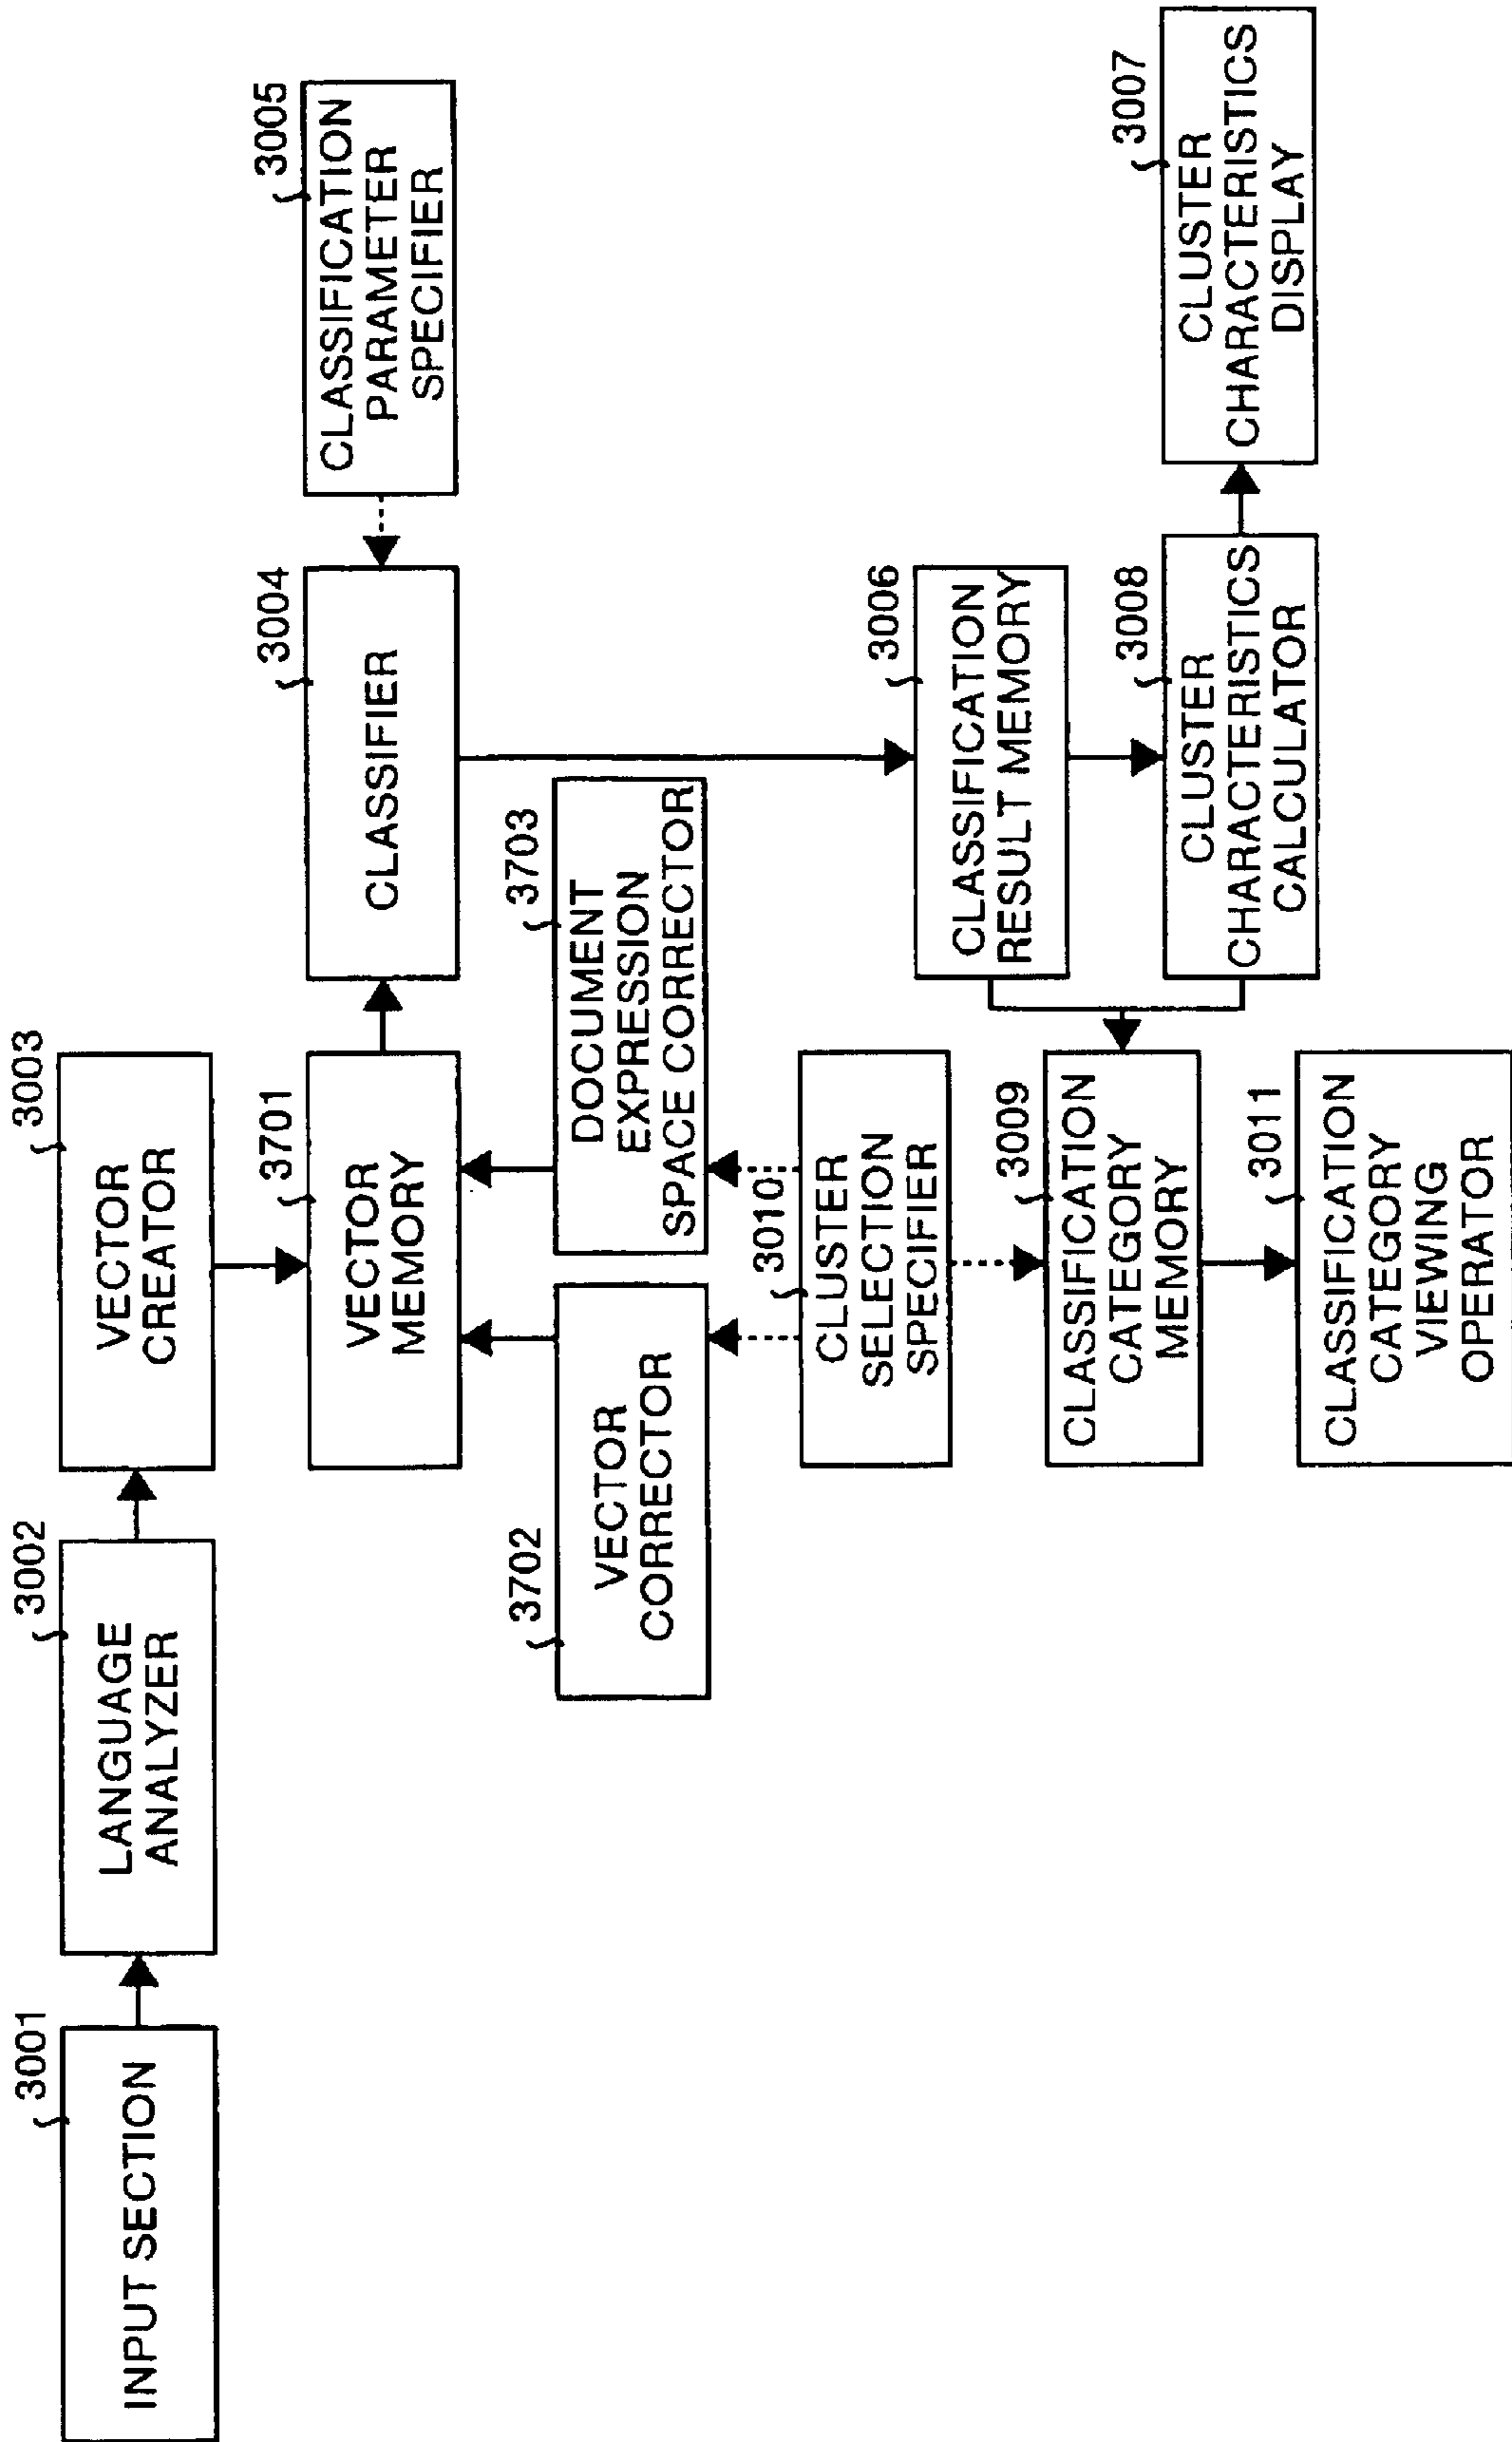 3001
INPUT SECTION
3002
LANGUAGE
ANALYZER
3003
VECTOR
CREATOR
3701
VECTOR
MEMORY
3004
CLASSIFIER
3005
CLASSIFICATION
PARAMETER
SPECIFIER
3702
VECTOR
CORRECTOR
3703
DOCUMENT
EXPRESSION
SPACE CORRECTOR
3010
CLUSTER
SELECTION
SPECIFIER
3006
CLASSIFICATION
RESULT MEMORY
3009
CLASSIFICATION
CATEGORY
MEMORY
3008
CLUSTER
CHARACTERISTICS
CALCULATOR
3007
CLUSTER
CHARACTERISTICS
DISPLAY
3011
CLASSIFICATION
CATEGORY
VIEWING
OPERATOR